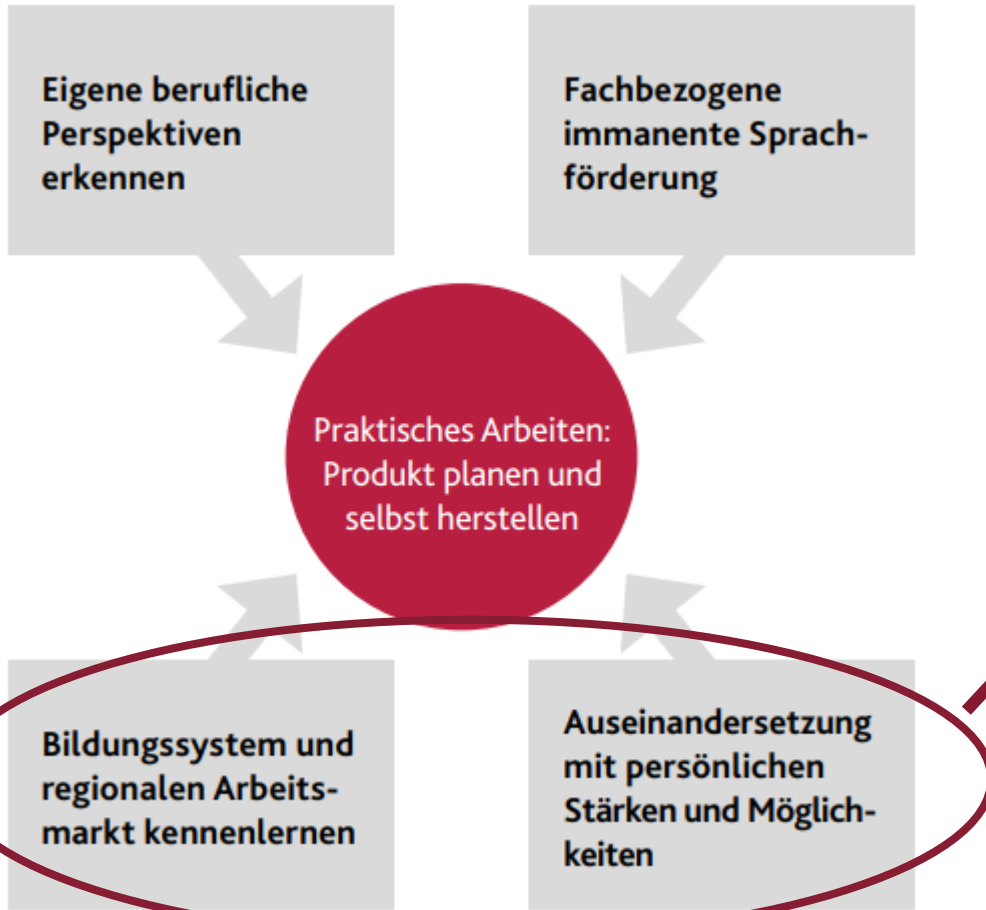 Eigene berufliche
Perspektiven
erkennen
Fachbezogene
immanente Sprach-
förderung
Praktisches Arbeiten:
Produkt planen und
selbst herstellen
Bildungssystem und
regionalen Arbeits-
markt kennenlernen
Auseinandersetzung
mit persönlichen
Stärken und Möglich-
keiten